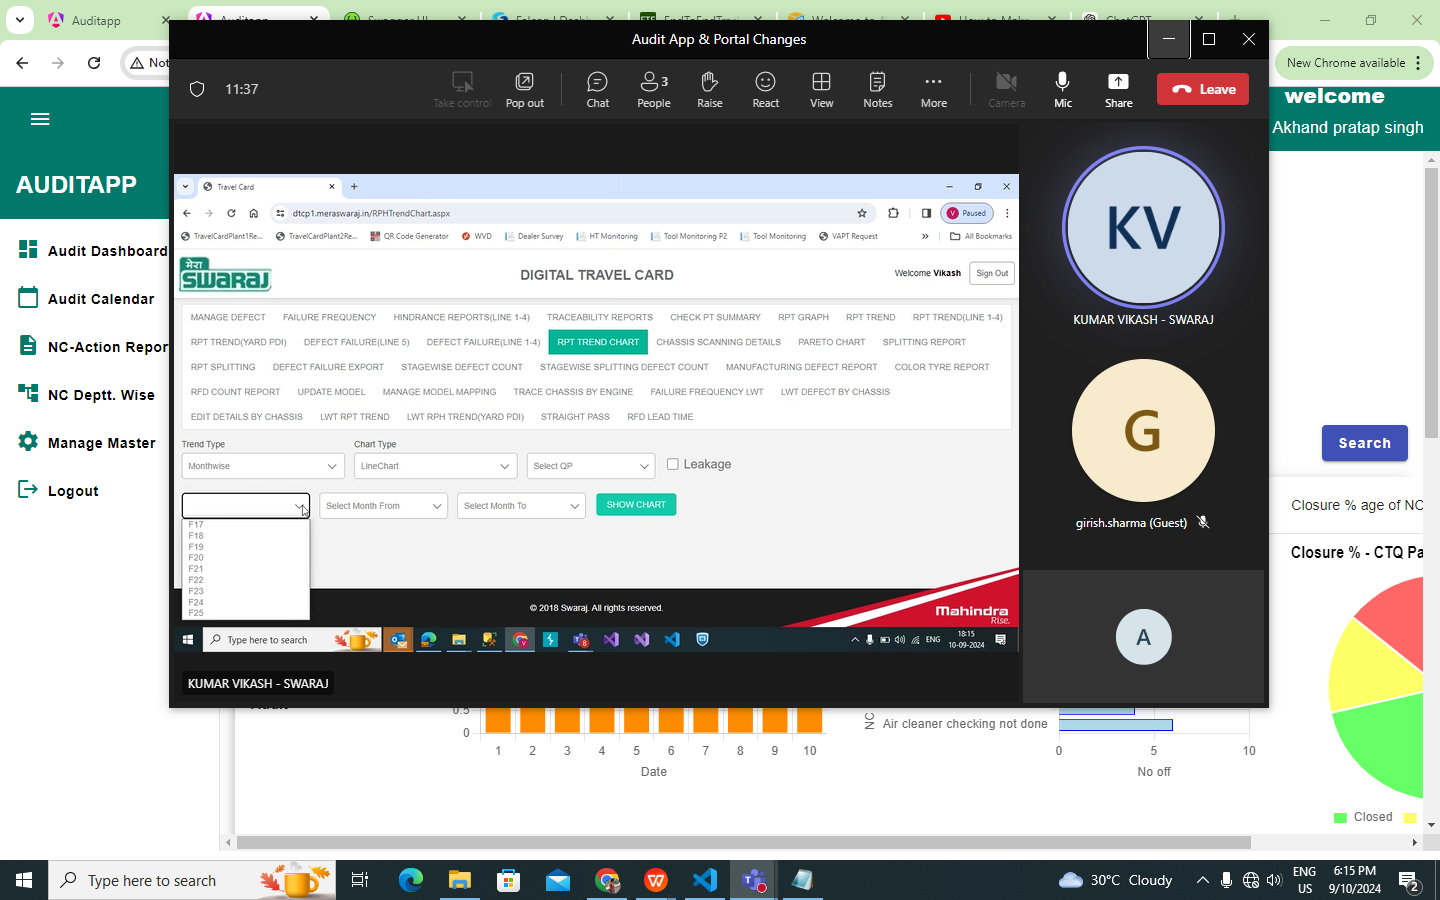 Auditapp
Auditapp
Swagger UI
ChatGPT
Not
New Chrome available
Audit App & Portal Changes
11:37
Take control
Pop out
Chat
People
3
Raise
React
View
Notes
More
Camera
Mic
Share
Leave
welcome
Akhand pratap singh
AUDITAPP
Audit Dashboard
Audit Calendar
NC-Action Repor
NC Deptt. Wise
Manage Master
Logout
Travel Card
dtcp1.meraswaraj.in/RPHTrendChart.aspx
V Paused
TravelCardPlant1Re...
TravelCardPlant2Re...
QR Code Generator
WVD
Dealer Survey
HT Monitoring
Tool Monitoring P2
Tool Monitoring
VAPT Request
All Bookmarks
मेरा
SWARAJ
DIGITAL TRAVEL CARD
Welcome Vikash
Sign Out
MANAGE DEFECT FAILURE FREQUENCY HINDRANCE REPORTS(LINE 1-4) TRACEABILITY REPORTS CHECK PT SUMMARY RPT GRAPH RPT TREND RPT TREND(LINE 1-4)
RPT TREND(YARD PDI) DEFECT FAILURE(LINE 5) DEFECT FAILURE(LINE 1-4) RPT TREND CHART CHASSIS SCANNING DETAILS PARETO CHART SPLITTING REPORT
RPT SPLITTING DEFECT FAILURE EXPORT STAGEWISE DEFECT COUNT STAGEWISE SPLITTING DEFECT COUNT MANUFACTURING DEFECT REPORT COLOR TYRE REPORT
RFD COUNT REPORT UPDATE MODEL MANAGE MODEL MAPPING TRACE CHASSIS BY ENGINE FAILURE FREQUENCY LWT LWT DEFECT BY CHASSIS
EDIT DETAILS BY CHASSIS LWT RPT TREND LWT RPH TREND(YARD PDI) STRAIGHT PASS RFD LEAD TIME
Trend Type
Chart Type
Monthwise
LineChart
Select QP
Leakage
Select Month From
Select Month To
SHOW CHART
F17
F18
F19
F20
F21
F22
F23
F24
F25
© 2018 Swaraj. All rights reserved.
Mahindra
Rise.
Type here to search
8
ENG
18:15
10-09-2024
KUMAR VIKASH - SWARAJ
KV
KUMAR VIKASH - SWARAJ
G
girish.sharma (Guest)
A
Search
Closure % age of NC
Closure % - CTQ Pa
Closed
0.5
0
1 2 3 4 5 6 7 8 9 10
Date
NC
Air cleaner checking not done
0 5 10
No off
Type here to search
30°C Cloudy
ENG
US
6:15 PM
9/10/2024
2